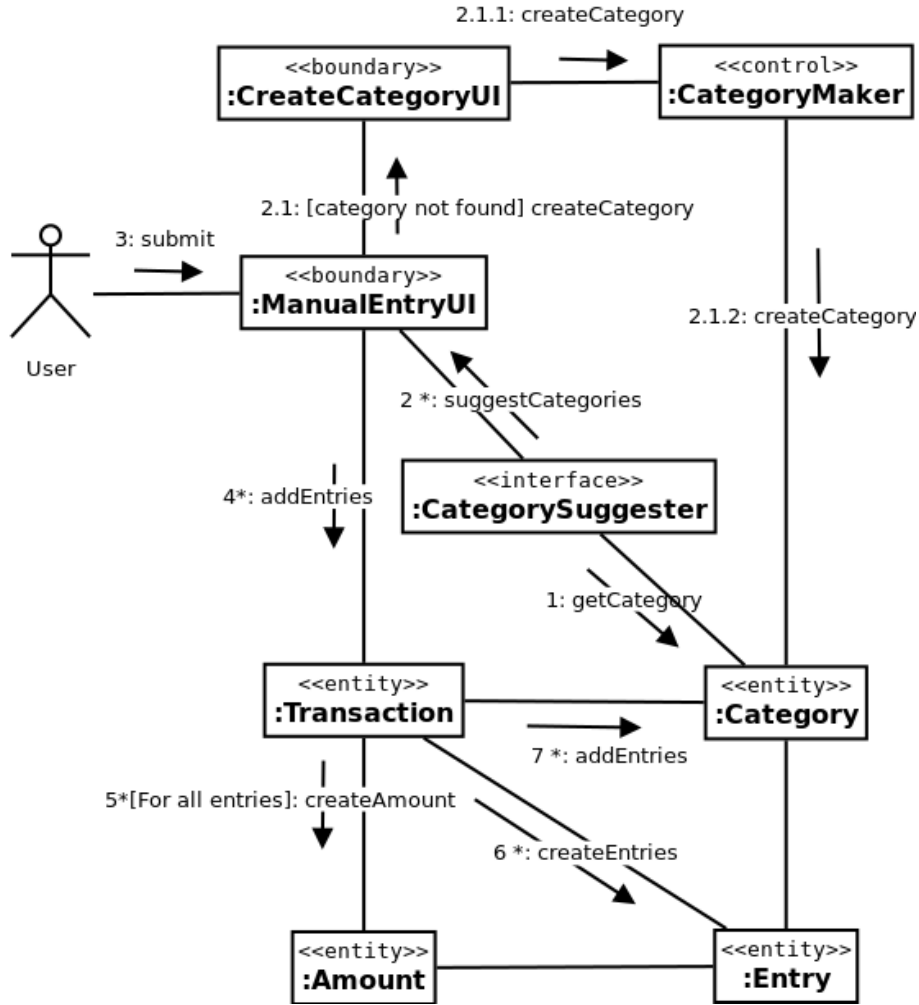 2.1.1: createCategory
<<boundary>>
:CreateCategoryUI
<<control>>
:CategoryMaker
2.1: [category not found] createCategory
3: submit
<<boundary>>
:ManualEntryUI
User
2.1.2: createCategory
2 *: suggestCategories
<<interface>>
:CategorySuggester
4*: addEntries
1: getCategory
<<entity>>
:Transaction
<<entity>>
:Category
7 *: addEntries
5*[For all entries]: createAmount
6 *: createEntries
<<entity>>
:Amount
<<entity>>
:Entry